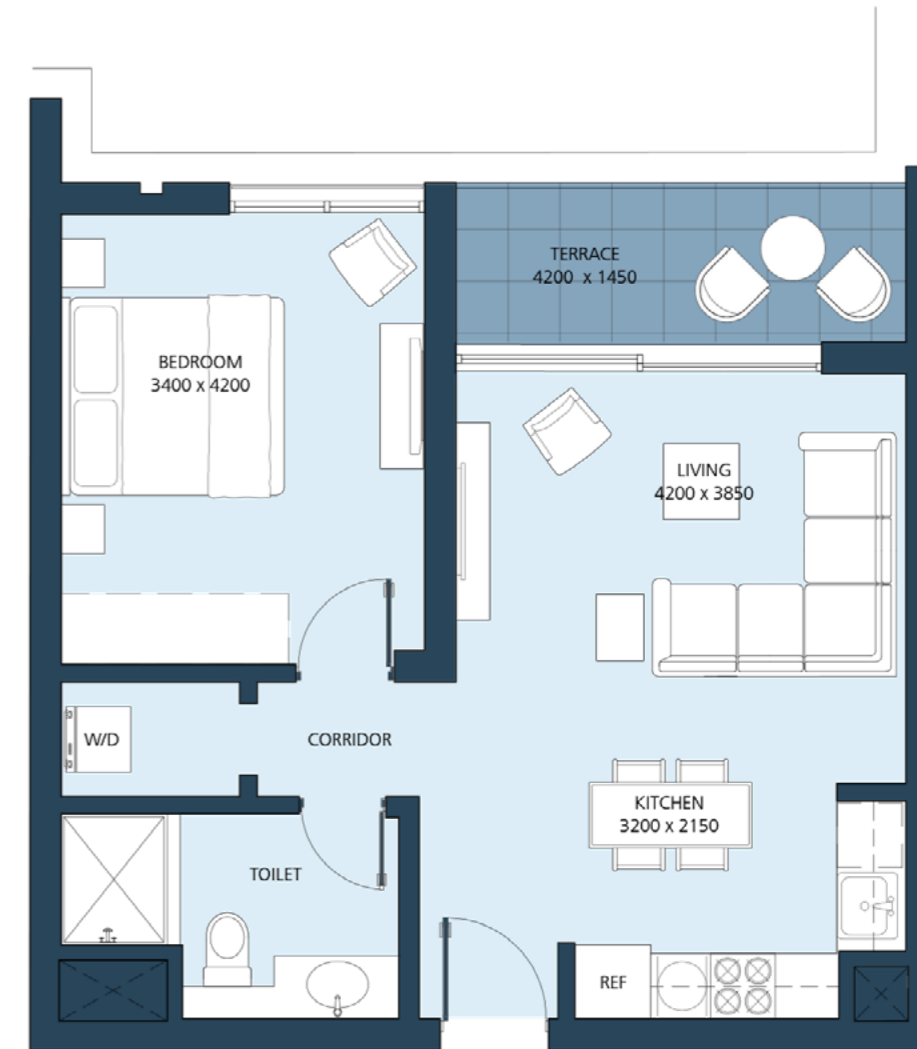 TERRACE
4200 x 1450
BEDROOM
3400 x 4200
LIVING
4200 x 3850
W/D
CORRIDOR
KITCHEN
3200 x 2150
TOILET
REF